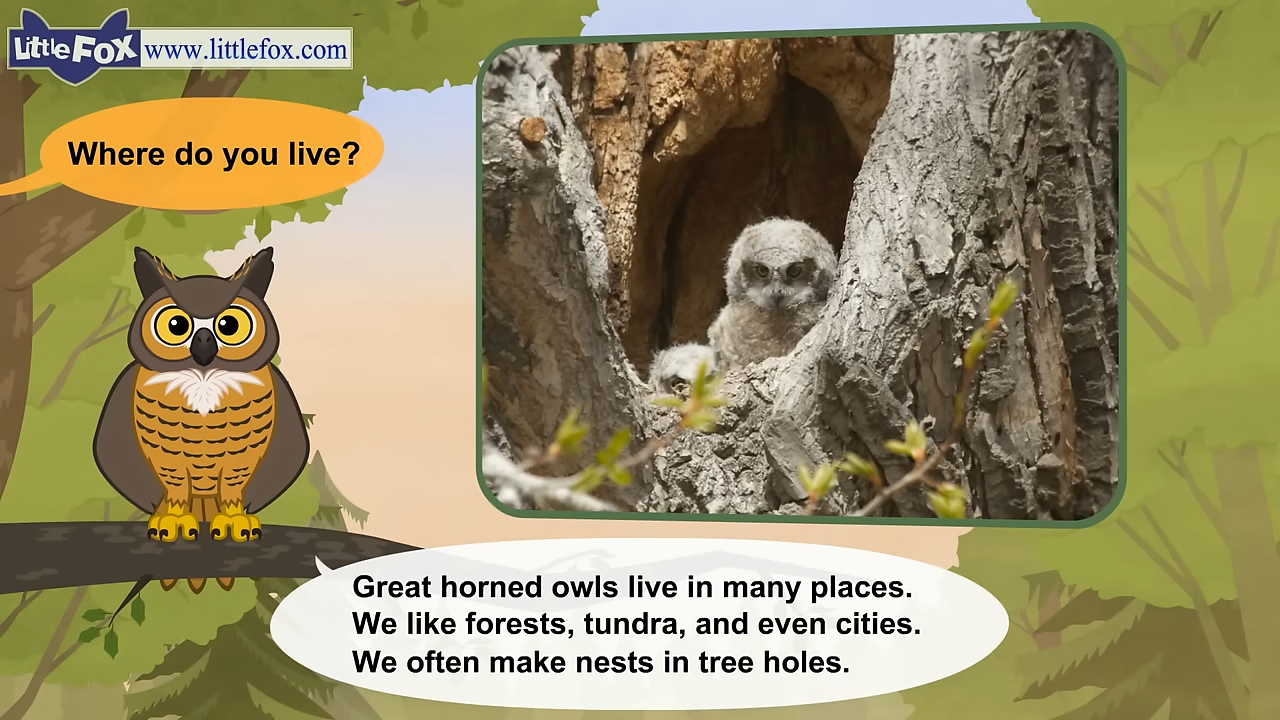 Little Fox www.littlefox.com
Where do you live?
Great horned owls live in many places.
We like forests, tundra, and even cities.
We often make nests in tree holes.